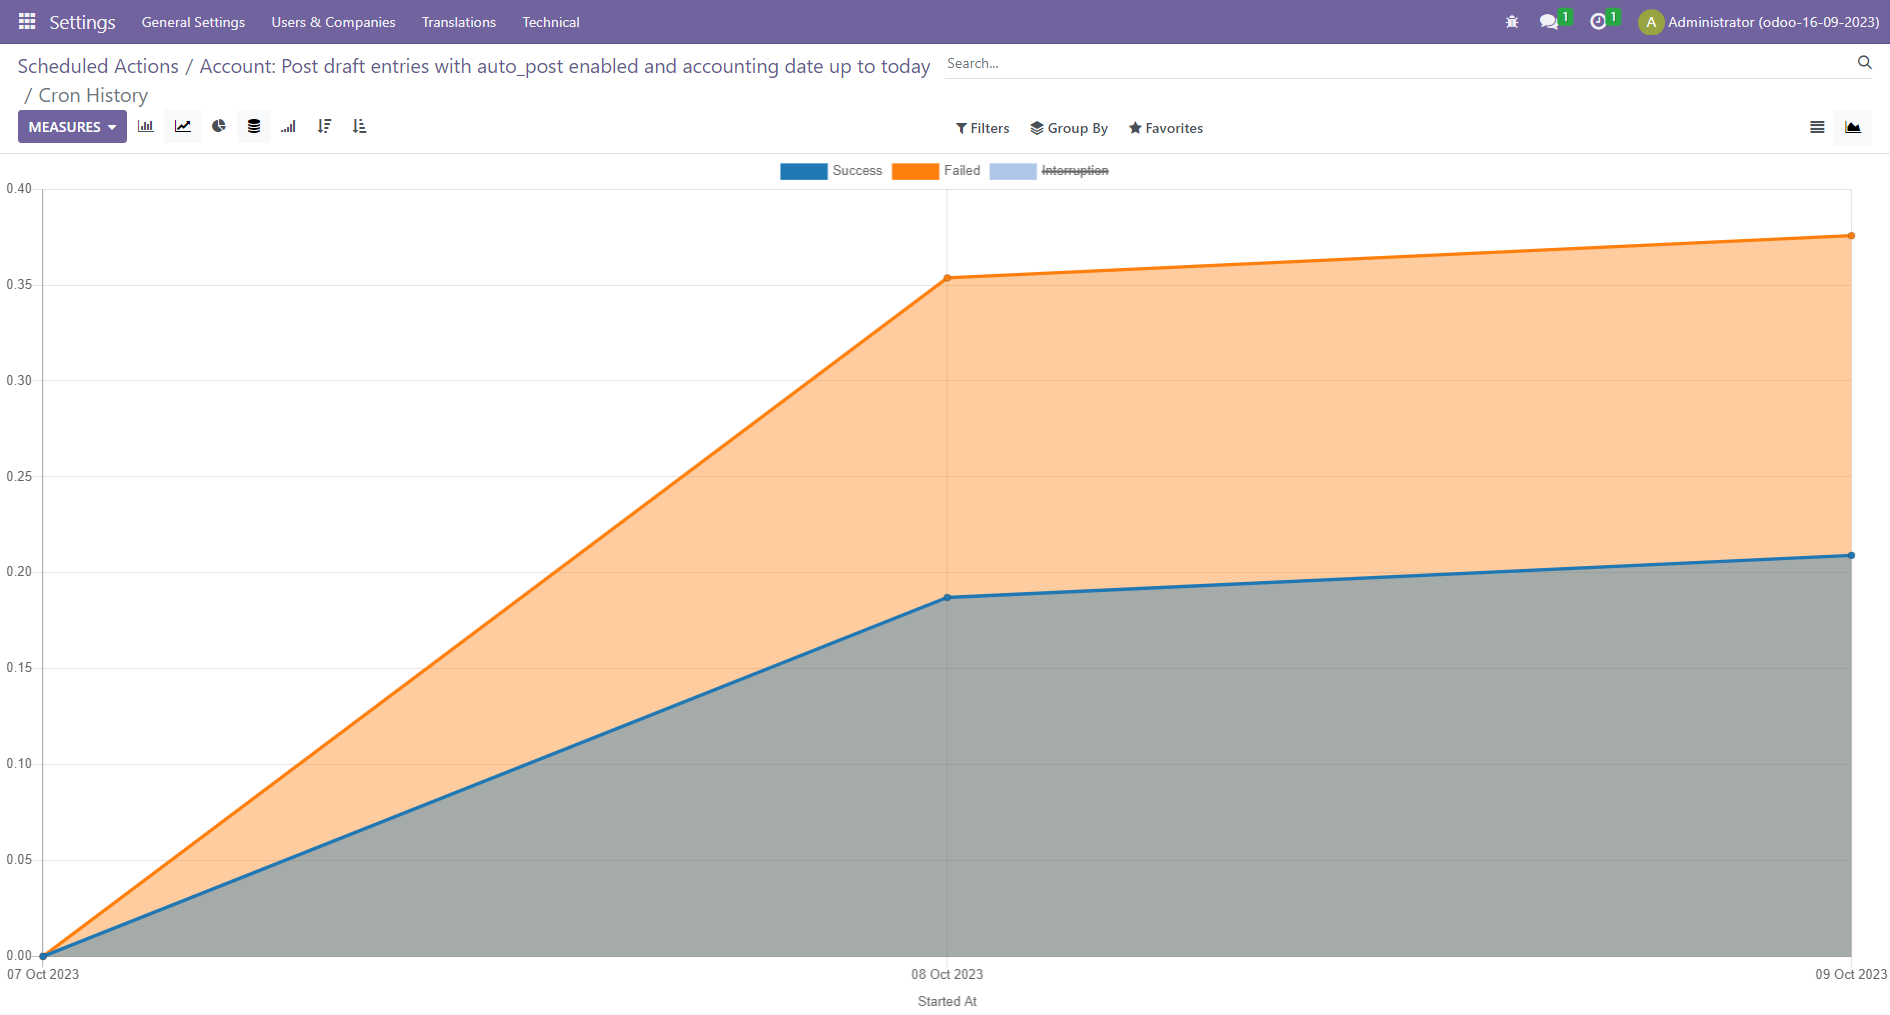 Settings General Settings Users & Companies Translations Technical 1 1 A Administrator (odoo-16-09-2023)
Scheduled Actions / Account: Post draft entries with auto_post enabled and accounting date up to today
/ Cron History
Search...
MEASURES
Filters Group By Favorites
Success Failed Interruption
0.40
0.35
0.30
0.25
0.20
0.15
0.10
0.05
0.00
07 Oct 2023 08 Oct 2023 09 Oct 2023
Started At